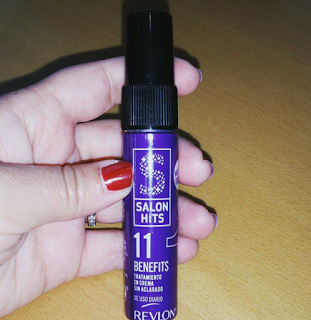 S
SALON
HITS
11
BENEFITS
TRATAMIENTO
EN CREMA
SIN ACLARADO
DE USO DIARIO
REVLON